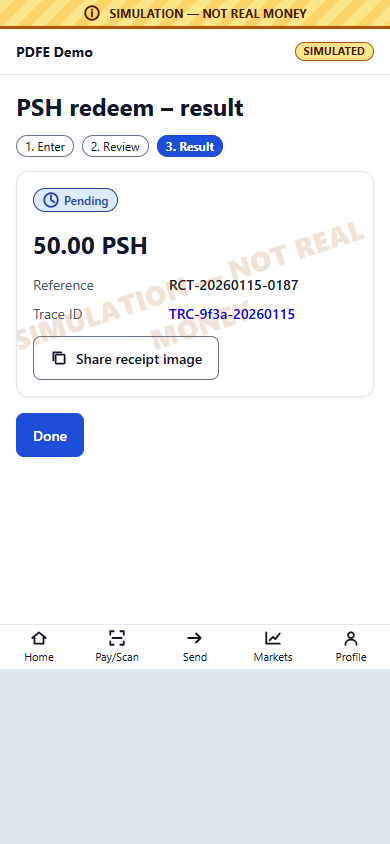 SIMULATION — NOT REAL MONEY
PDFE Demo
SIMULATED
PSH redeem – result
1. Enter
2. Review
3. Result
Pending
50.00 PSH
Reference RCT-20260115-0187
Trace ID TRC-9f3a-20260115
SIMULATION — NOT REAL
MONEY
Share receipt image
Done
Home
Pay/Scan
Send
Markets
Profile